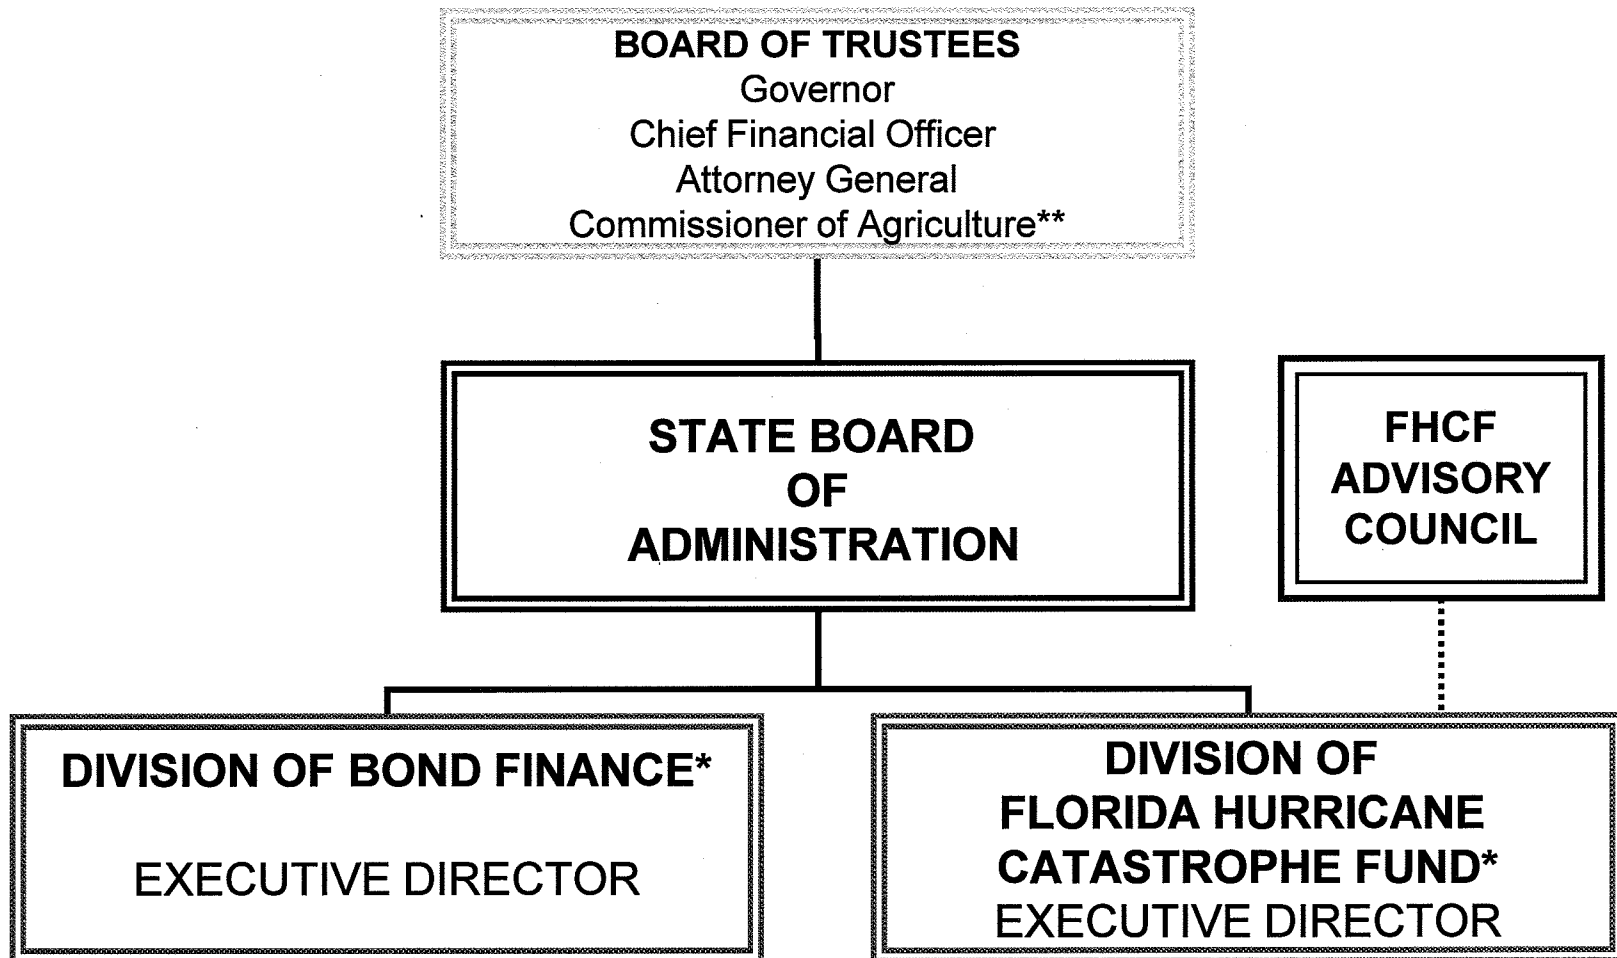 BOARD OF TRUSTEES
Governor
Chief Financial Officer
Attorney General
Commissioner of Agriculture**
STATE BOARD
OF
ADMINISTRATION
FHCF
ADVISORY
COUNCIL
DIVISION OF BOND FINANCE*
EXECUTIVE DIRECTOR
DIVISION OF
FLORIDA HURRICANE
CATASTROPHE FUND*
EXECUTIVE DIRECTOR